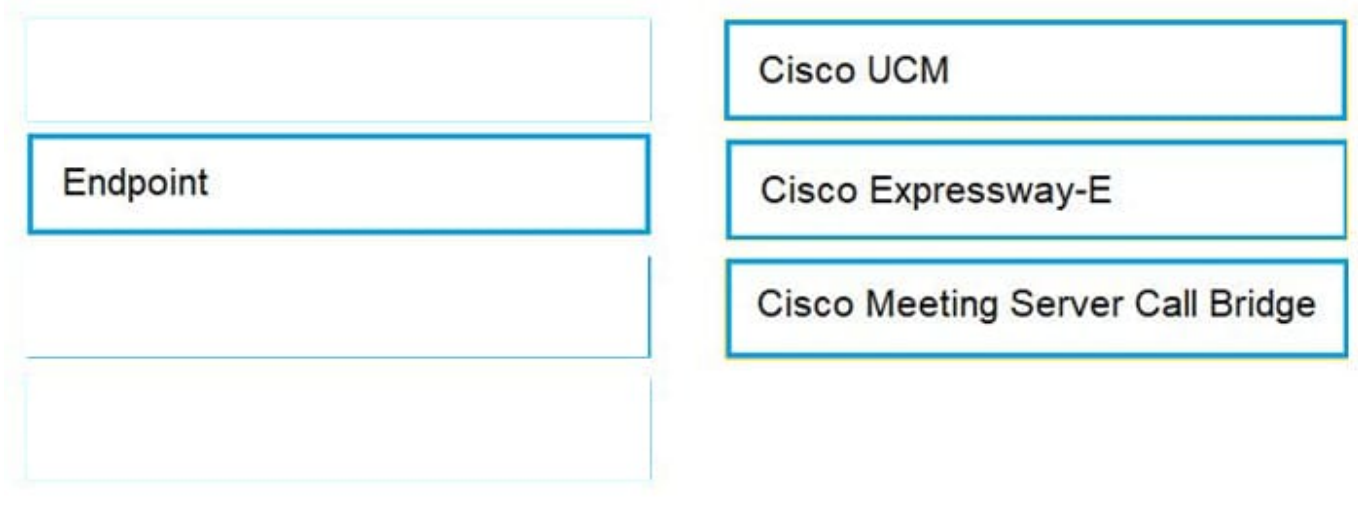 Endpoint
Cisco UCM
Cisco Expressway-E
Cisco Meeting Server Call Bridge